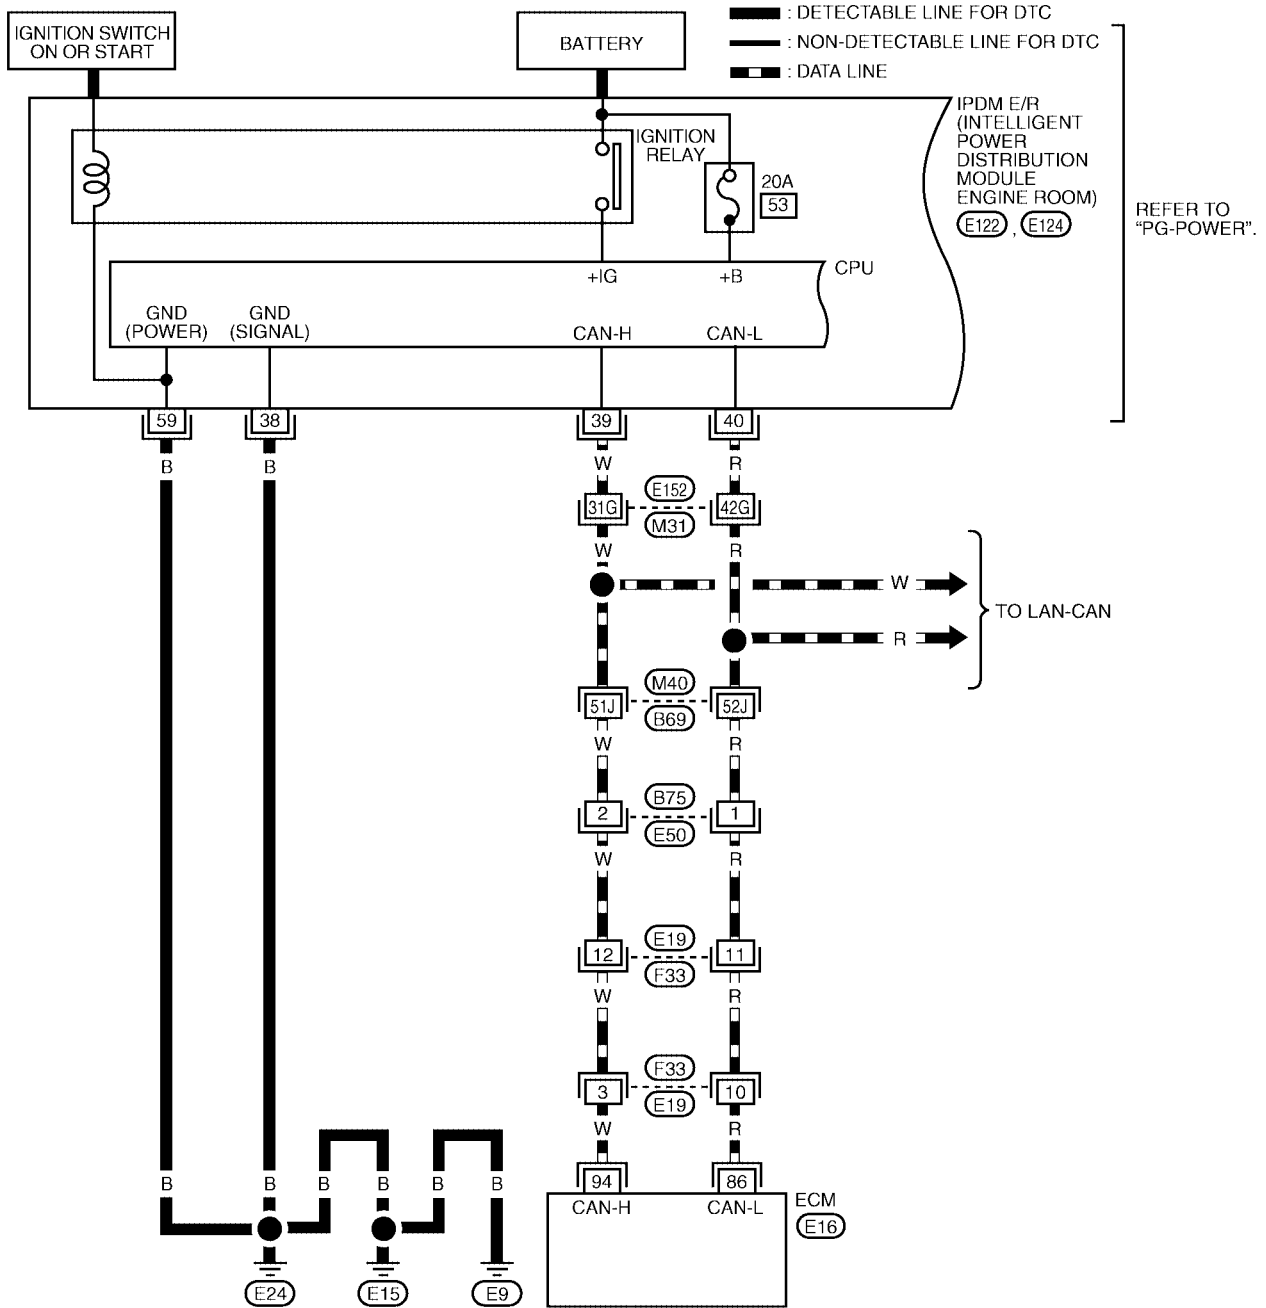 IGNITION SWITCH
ON OR START
BATTERY
: DETECTABLE LINE FOR DTC
: NON-DETECTABLE LINE FOR DTC
: DATA LINE
IPDM E/R
(INTELLIGENT
POWER
DISTRIBUTION
MODULE
ENGINE ROOM)
E122 , E124
REFER TO
“PG-POWER”.
IGNITION
RELAY
20A
53
CPU
+IG +B
GND
(POWER)
GND
(SIGNAL)
CAN-H CAN-L
59 38 39 40
B B W R
E152
31G 42G
M31
W R
W
TO LAN-CAN
R
M40
51J 52J
B69
W R
B75
2 1
E50
W R
E19
12 11
F33
W R
F33
3 10
E19
W R
B B B B B B
94 86
CAN-H CAN-L
ECM
E16
E24 E15 E9